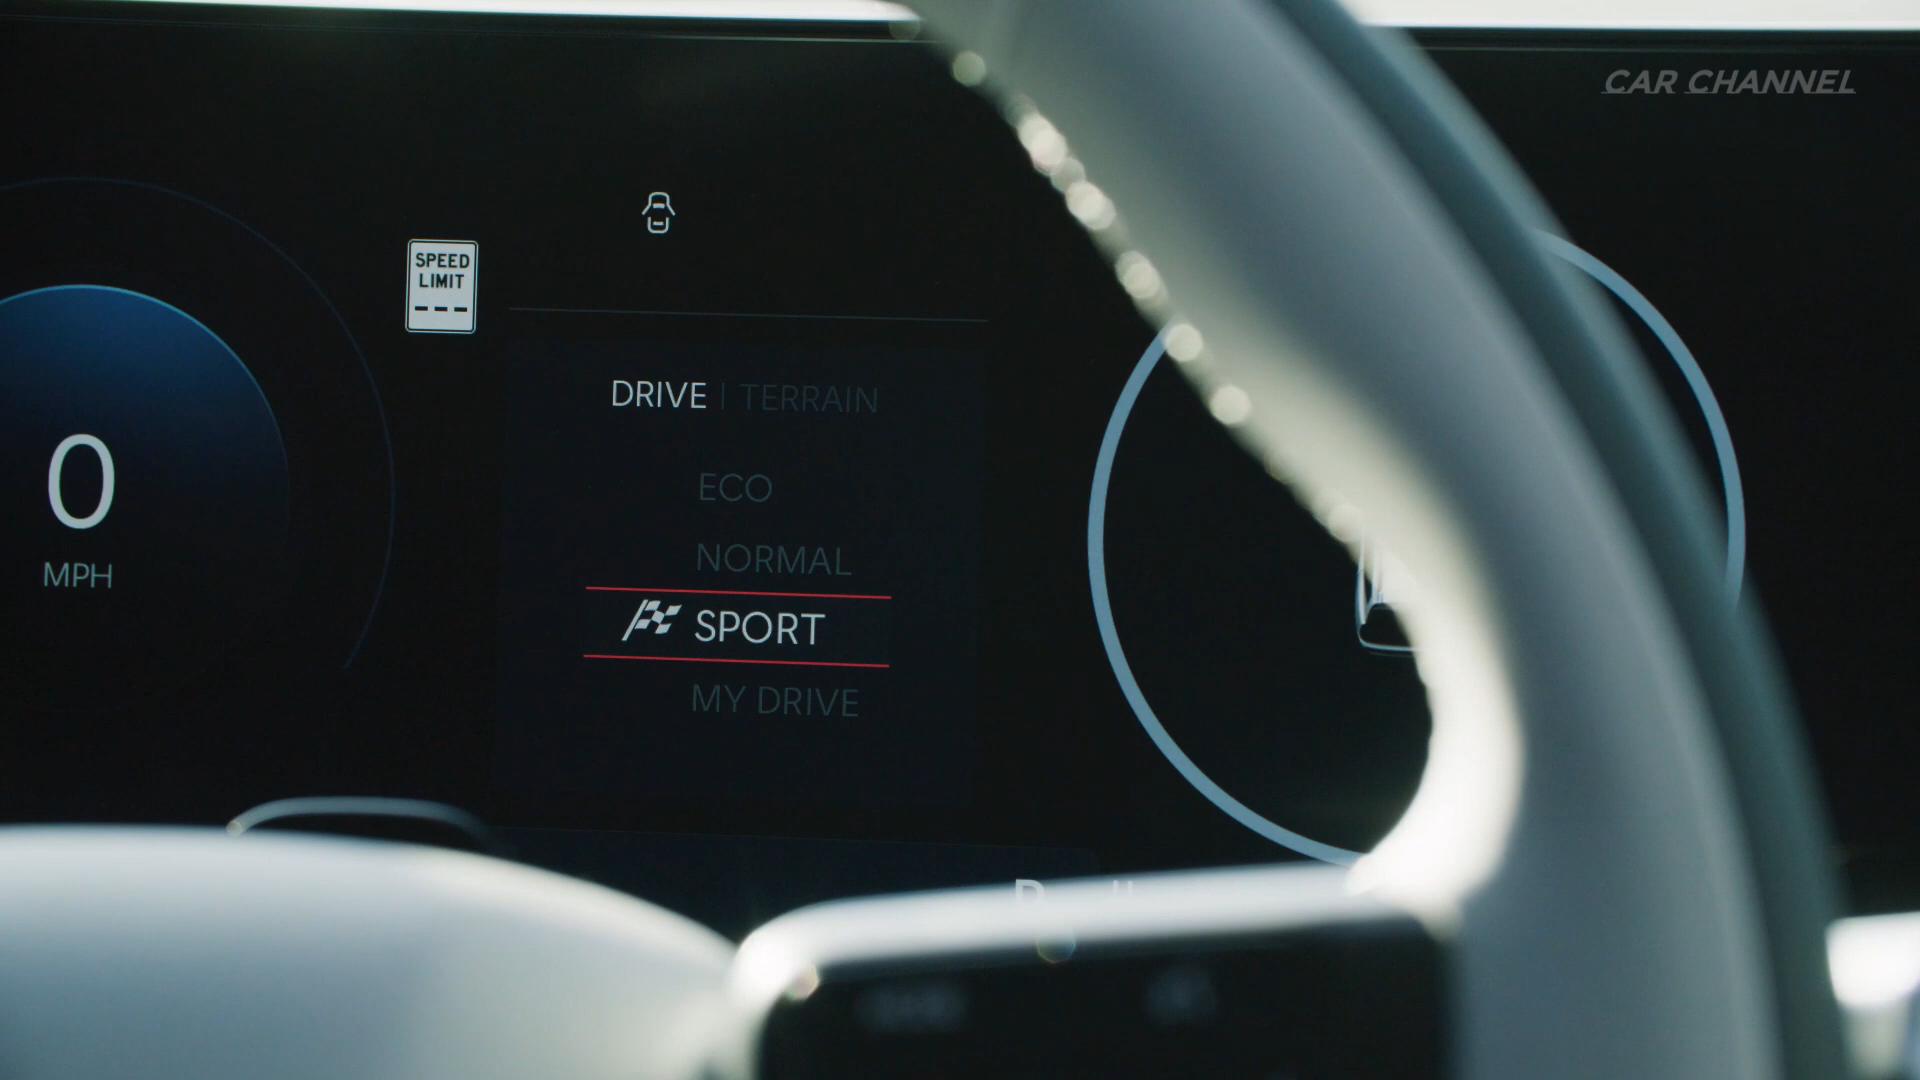 CAR CHANNEL
SPEED
LIMIT
---
DRIVE | TERRAIN
ECO
NORMAL
SPORT
MY DRIVE
0
MPH